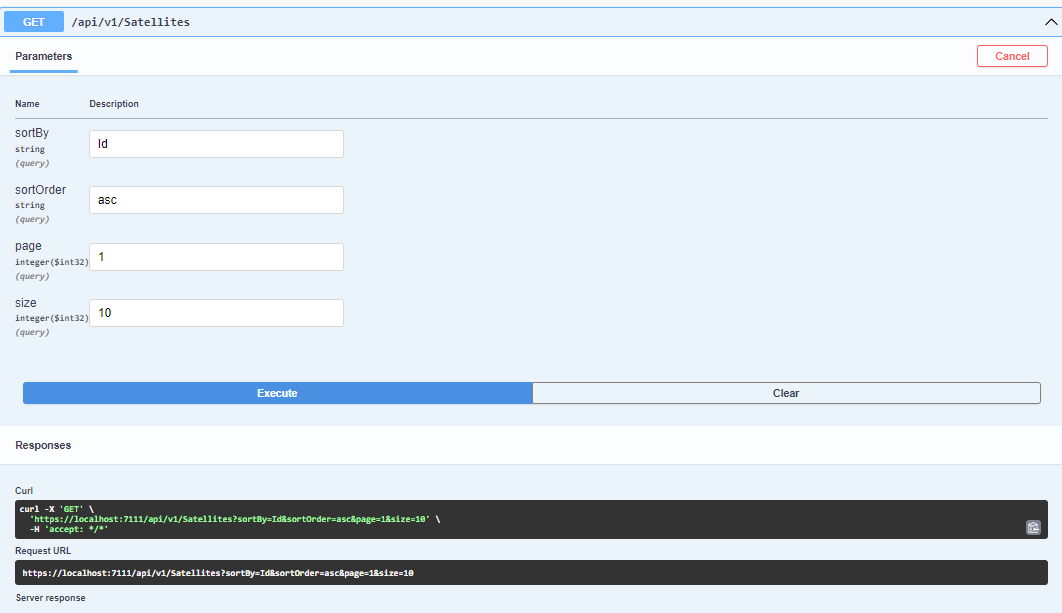 GET /api/v1/Satellites
Parameters
Cancel
Name Description
sortBy
string
(query)
Id
sortOrder
string
(query)
asc
page
integer($int32)
(query)
1
size
integer($int32)
(query)
10
Execute
Clear
Responses
Curl
curl -X 'GET' \
'https://localhost:7111/api/v1/Satellites?sortBy=Id&sortOrder=asc&page=1&size=10' \
-H 'accept: */*'
Request URL
https://localhost:7111/api/v1/Satellites?sortBy=Id&sortOrder=asc&page=1&size=10
Server response